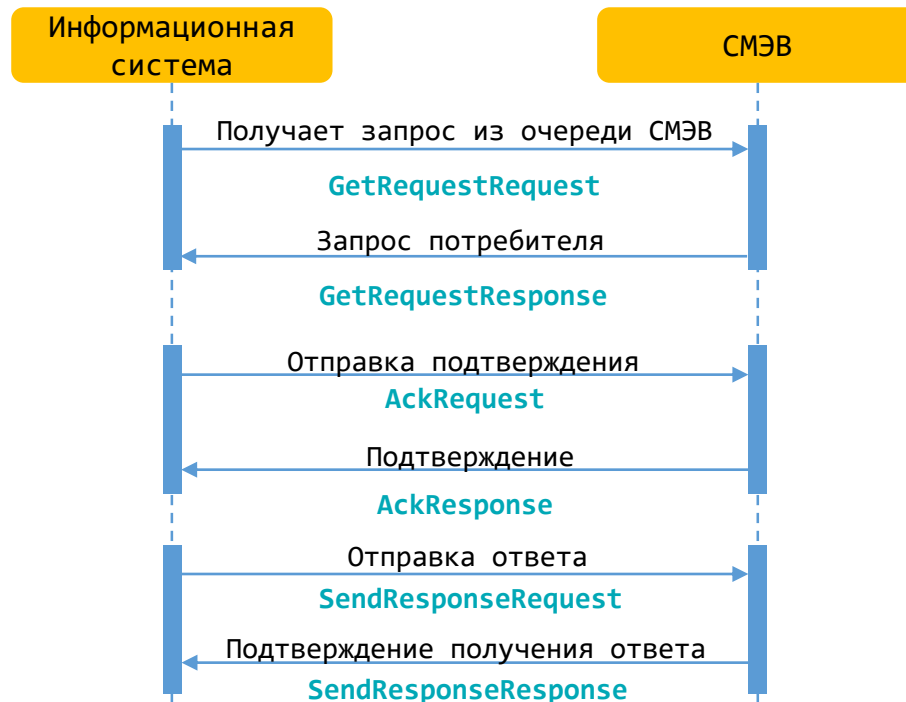 Информационная
система
СМЭВ
Получает запрос из очереди СМЭВ
GetRequestRequest
Запрос потребителя
GetRequestResponse
Отправка подтверждения
AckRequest
Подтверждение
AckResponse
Отправка ответа
SendResponseRequest
Подтверждение получения ответа
SendResponseResponse